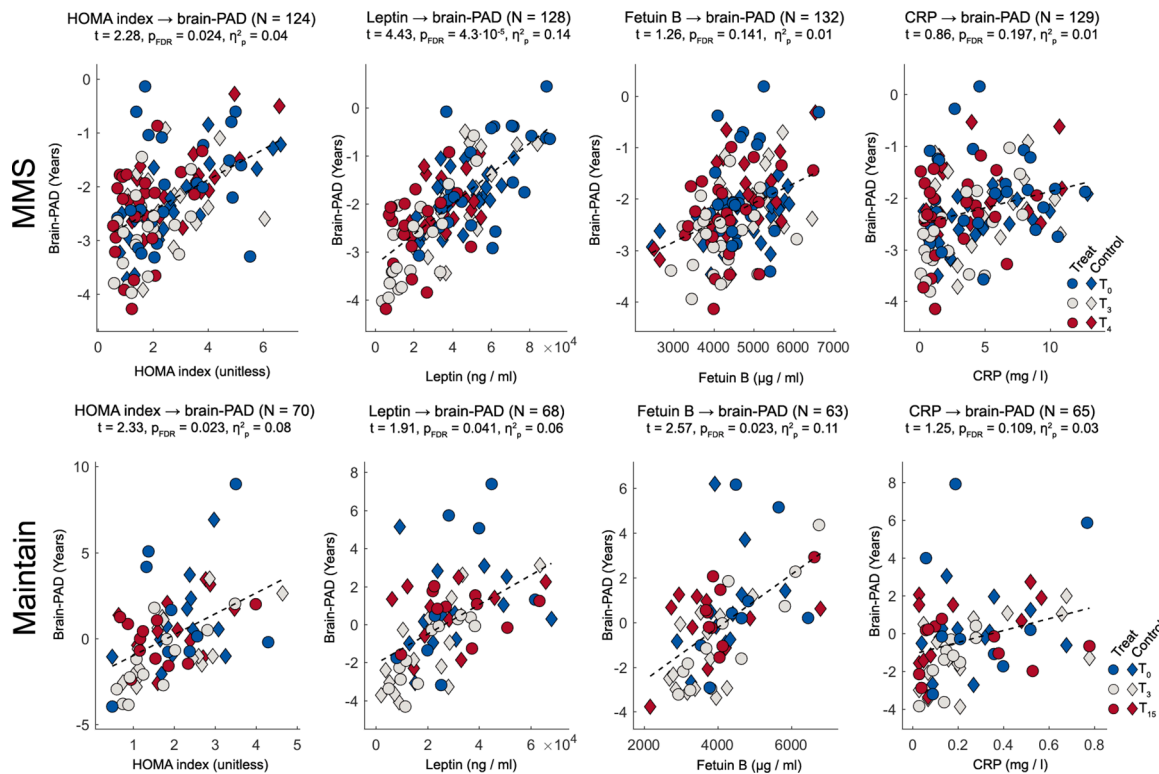 HOMA index → brain-PAD (N = 124)
t = 2.28, pFDR = 0.024, η²p = 0.04
Leptin → brain-PAD (N = 128)
t = 4.43, pFDR = 4.3·10-5, η²p = 0.14
Fetuin B → brain-PAD (N = 132)
t = 1.26, pFDR = 0.141, η²p = 0.01
CRP → brain-PAD (N = 129)
t = 0.86, pFDR = 0.197, η²p = 0.01
MMS
Brain-PAD (Years)
0
-1
-2
-3
-4
0 2 4 6
HOMA index (unitless)
Brain-PAD (Years)
0
-1
-2
-3
-4
0 2 4 6 8 ×10⁴
Leptin (ng / ml)
Brain-PAD (Years)
0
-1
-2
-3
-4
3000 4000 5000 6000 7000
Fetuin B (μg / ml)
Brain-PAD (Years)
0
-1
-2
-3
-4
0 5 10
CRP (mg / l)
Treat Control
T0
T3
T4
HOMA index → brain-PAD (N = 70)
t = 2.33, pFDR = 0.023, η²p = 0.08
Leptin → brain-PAD (N = 68)
t = 1.91, pFDR = 0.041, η²p = 0.06
Fetuin B → brain-PAD (N = 63)
t = 2.57, pFDR = 0.023, η²p = 0.11
CRP → brain-PAD (N = 65)
t = 1.25, pFDR = 0.109, η²p = 0.03
Maintain
Brain-PAD (Years)
10
5
0
-5
1 2 3 4 5
HOMA index (unitless)
Brain-PAD (Years)
8
6
4
2
0
-2
-4
0 2 4 6 ×10⁴
Leptin (ng / ml)
Brain-PAD (Years)
6
4
2
0
-2
-4
2000 4000 6000
Fetuin B (μg / ml)
Brain-PAD (Years)
8
6
4
2
0
-2
-4
0 0.2 0.4 0.6 0.8
CRP (mg / l)
Treat Control
T0
T3
T15